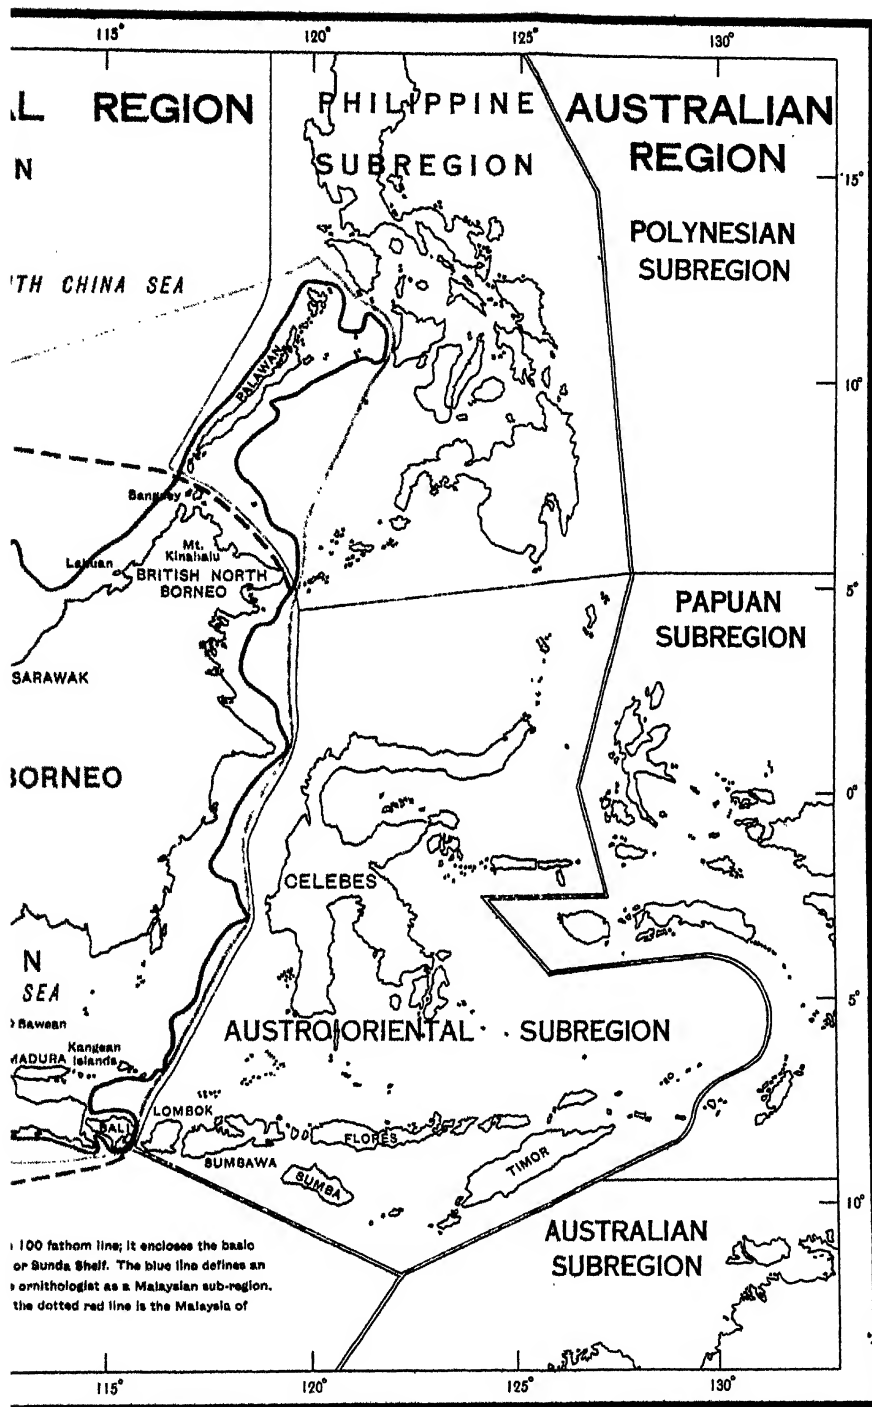 115°
120°
125°
130°
L REGION
PHILIPPINE
AUSTRALIAN
SUBREGION
REGION
N
15°
POLYNESIAN
SUBREGION
TH CHINA SEA
PALAWAN
10°
Banguey
Mt.
Kinabalu
Labuan
BRITISH NORTH
BORNEO
5°
PAPUAN
SUBREGION
SARAWAK
BORNEO
0°
CELEBES
N
SEA
5°
Bawean
AUSTRO ORIENTAL SUBREGION
Kangean
Islands
MADURA
LOMBOK
BALI
FLORES
SUMBAWA
TIMOR
SUMBA
10°
AUSTRALIAN
SUBREGION
100 fathom line; it encloses the basic
or Sunda Shelf. The blue line defines an
ornithologist as a Malaysian sub-region.
the dotted red line is the Malaysia of
115°
120°
125°
130°